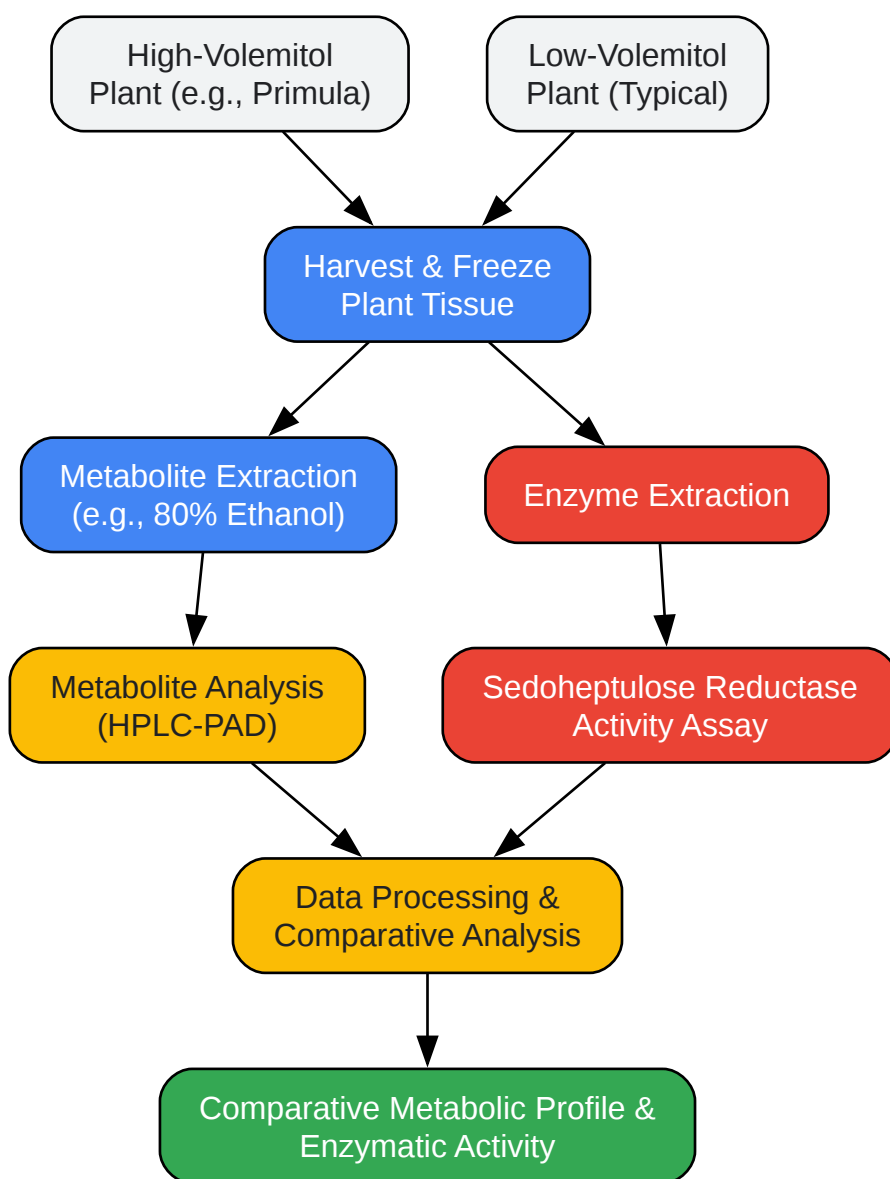 High-Volemitol
Plant (e.g., Primula)
Low-Volemitol
Plant (Typical)
Harvest & Freeze
Plant Tissue
Metabolite Extraction
(e.g., 80% Ethanol)
Enzyme Extraction
Metabolite Analysis
(HPLC-PAD)
Sedoheptulose Reductase
Activity Assay
Data Processing &
Comparative Analysis
Comparative Metabolic Profile &
Enzymatic Activity